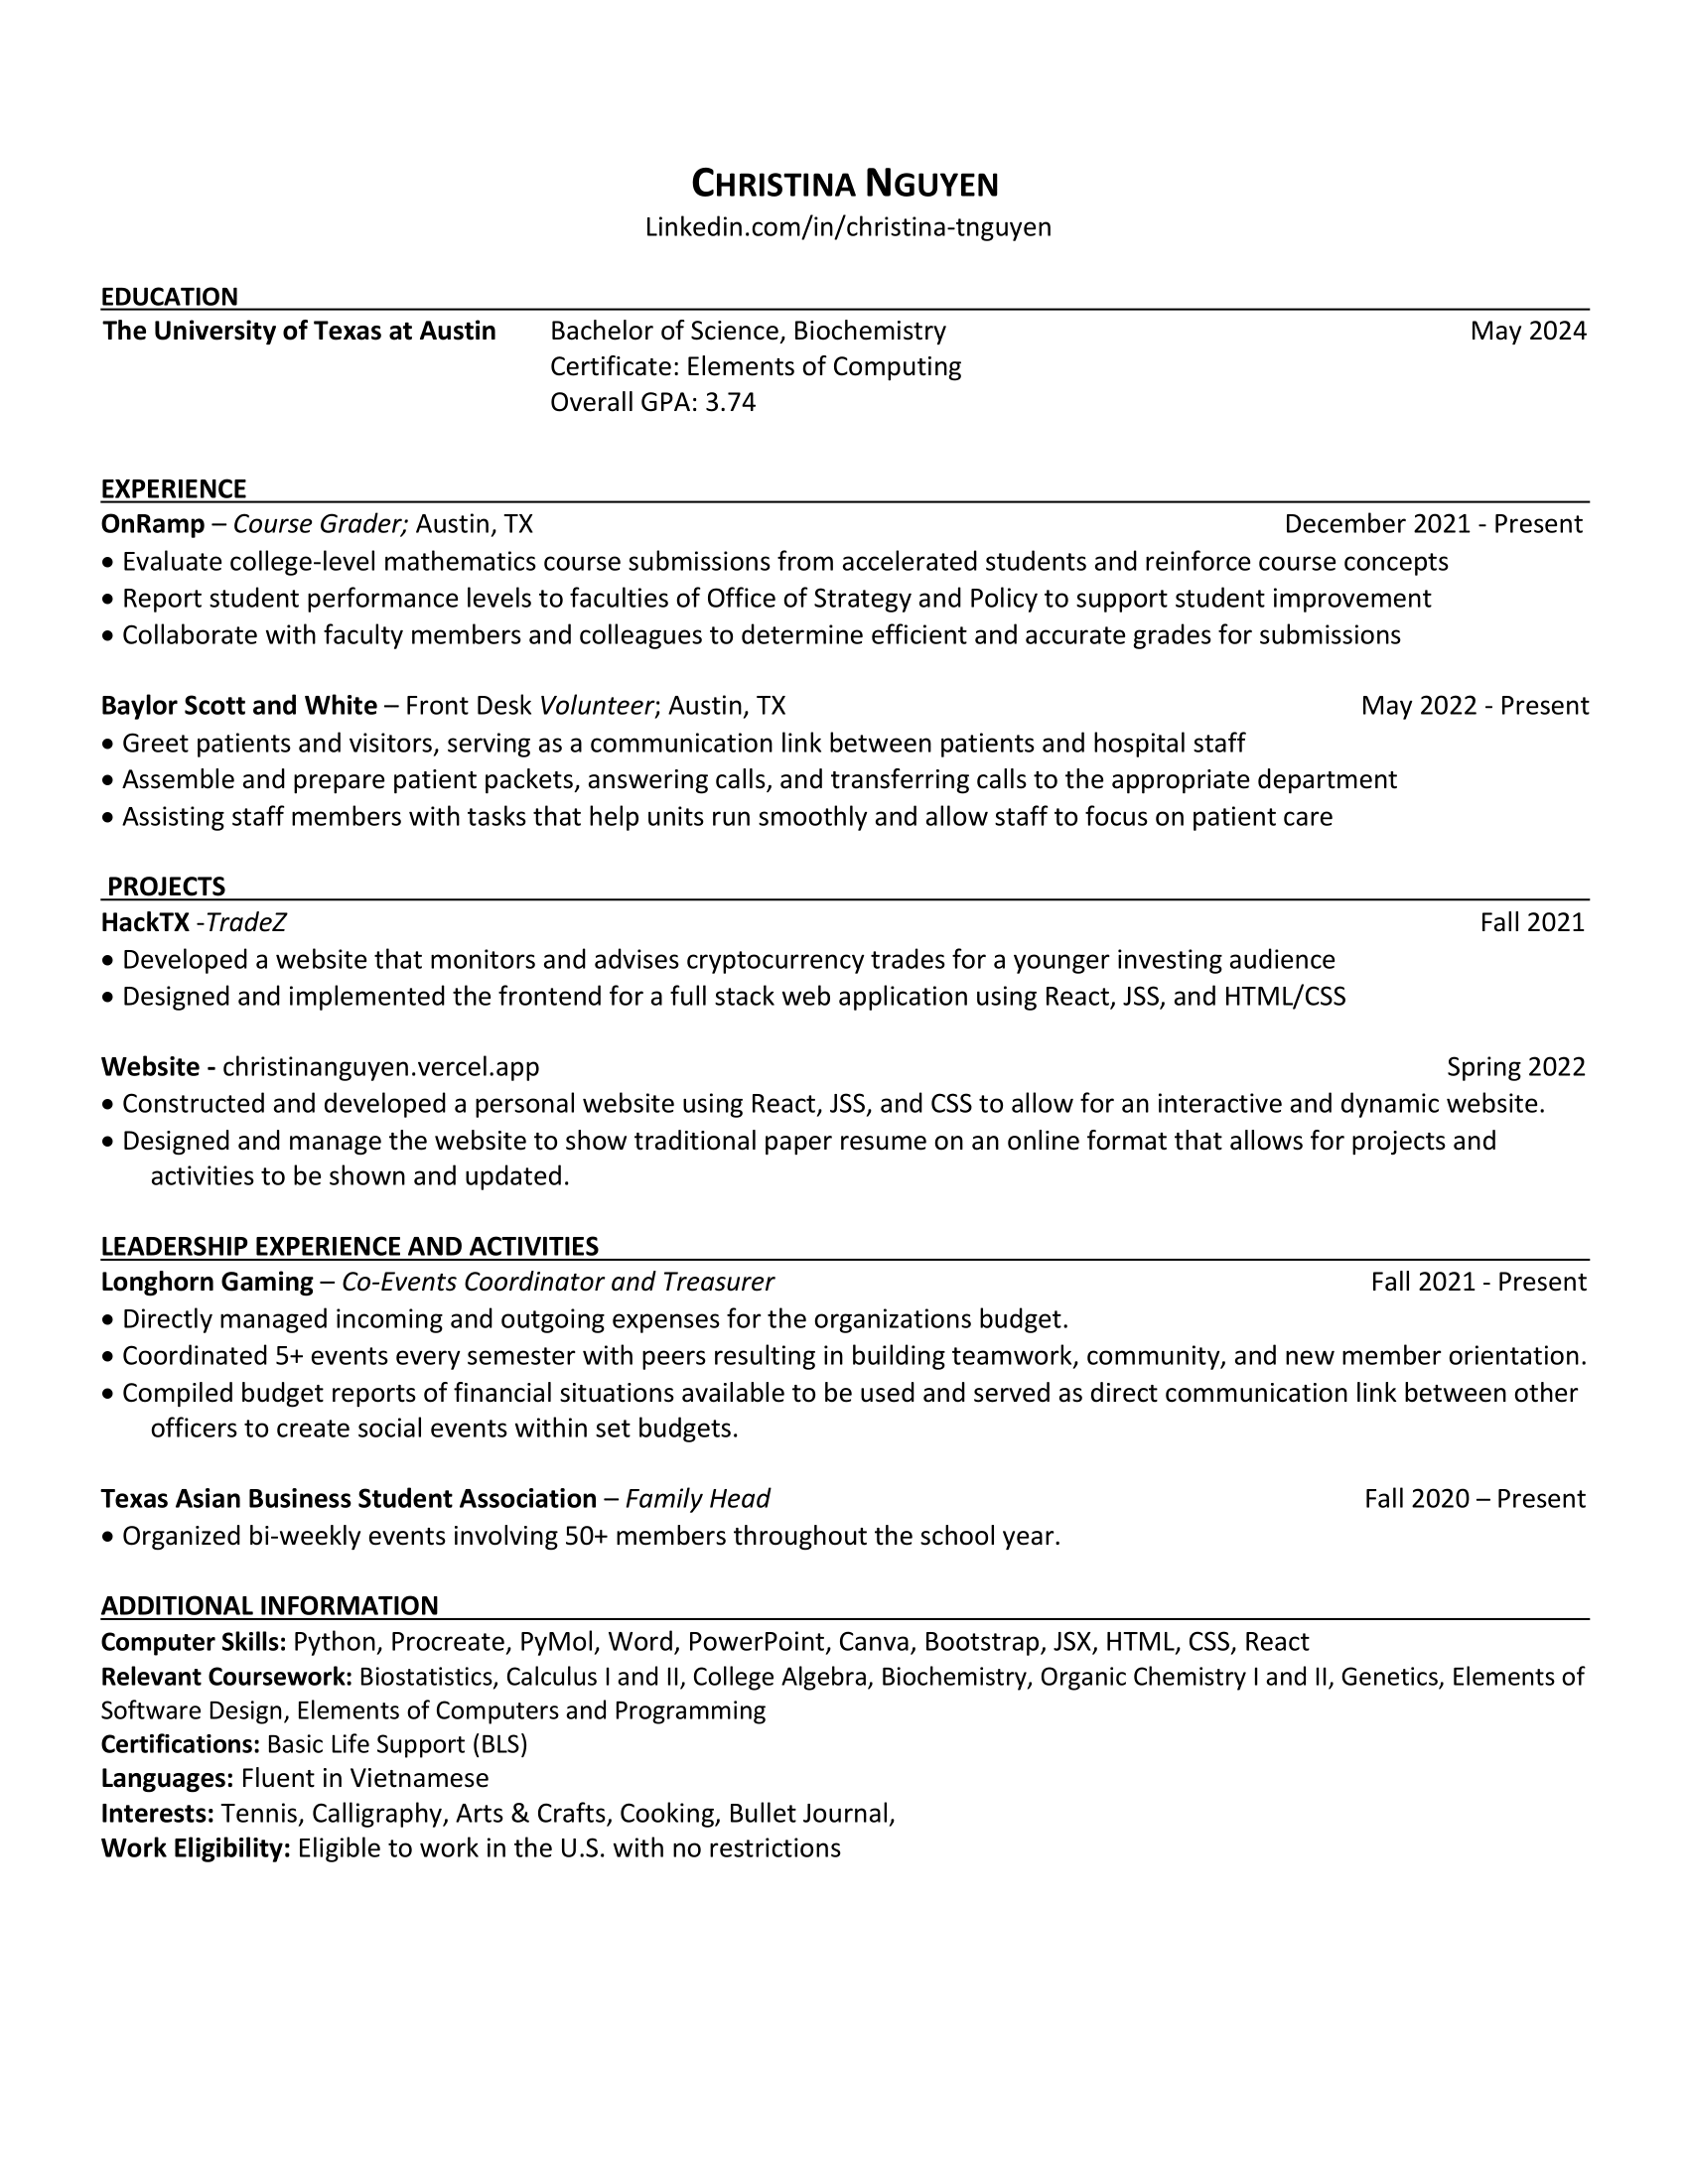 CHRISTINA NGUYEN
Linkedin.com/in/christina-tnguyen
EDUCATION
The University of Texas at Austin Bachelor of Science, Biochemistry May 2024
Certificate: Elements of Computing
Overall GPA: 3.74
EXPERIENCE
OnRamp – Course Grader; Austin, TX December 2021 - Present
• Evaluate college-level mathematics course submissions from accelerated students and reinforce course concepts
• Report student performance levels to faculties of Office of Strategy and Policy to support student improvement
• Collaborate with faculty members and colleagues to determine efficient and accurate grades for submissions
Baylor Scott and White – Front Desk Volunteer; Austin, TX May 2022 - Present
• Greet patients and visitors, serving as a communication link between patients and hospital staff
• Assemble and prepare patient packets, answering calls, and transferring calls to the appropriate department
• Assisting staff members with tasks that help units run smoothly and allow staff to focus on patient care
PROJECTS
HackTX -TradeZ Fall 2021
• Developed a website that monitors and advises cryptocurrency trades for a younger investing audience
• Designed and implemented the frontend for a full stack web application using React, JSS, and HTML/CSS
Website - christinanguyen.vercel.app Spring 2022
• Constructed and developed a personal website using React, JSS, and CSS to allow for an interactive and dynamic website.
• Designed and manage the website to show traditional paper resume on an online format that allows for projects and
activities to be shown and updated.
LEADERSHIP EXPERIENCE AND ACTIVITIES
Longhorn Gaming – Co-Events Coordinator and Treasurer Fall 2021 - Present
• Directly managed incoming and outgoing expenses for the organizations budget.
• Coordinated 5+ events every semester with peers resulting in building teamwork, community, and new member orientation.
• Compiled budget reports of financial situations available to be used and served as direct communication link between other
officers to create social events within set budgets.
Texas Asian Business Student Association – Family Head Fall 2020 – Present
• Organized bi-weekly events involving 50+ members throughout the school year.
ADDITIONAL INFORMATION
Computer Skills: Python, Procreate, PyMol, Word, PowerPoint, Canva, Bootstrap, JSX, HTML, CSS, React
Relevant Coursework: Biostatistics, Calculus I and II, College Algebra, Biochemistry, Organic Chemistry I and II, Genetics, Elements of
Software Design, Elements of Computers and Programming
Certifications: Basic Life Support (BLS)
Languages: Fluent in Vietnamese
Interests: Tennis, Calligraphy, Arts & Crafts, Cooking, Bullet Journal,
Work Eligibility: Eligible to work in the U.S. with no restrictions